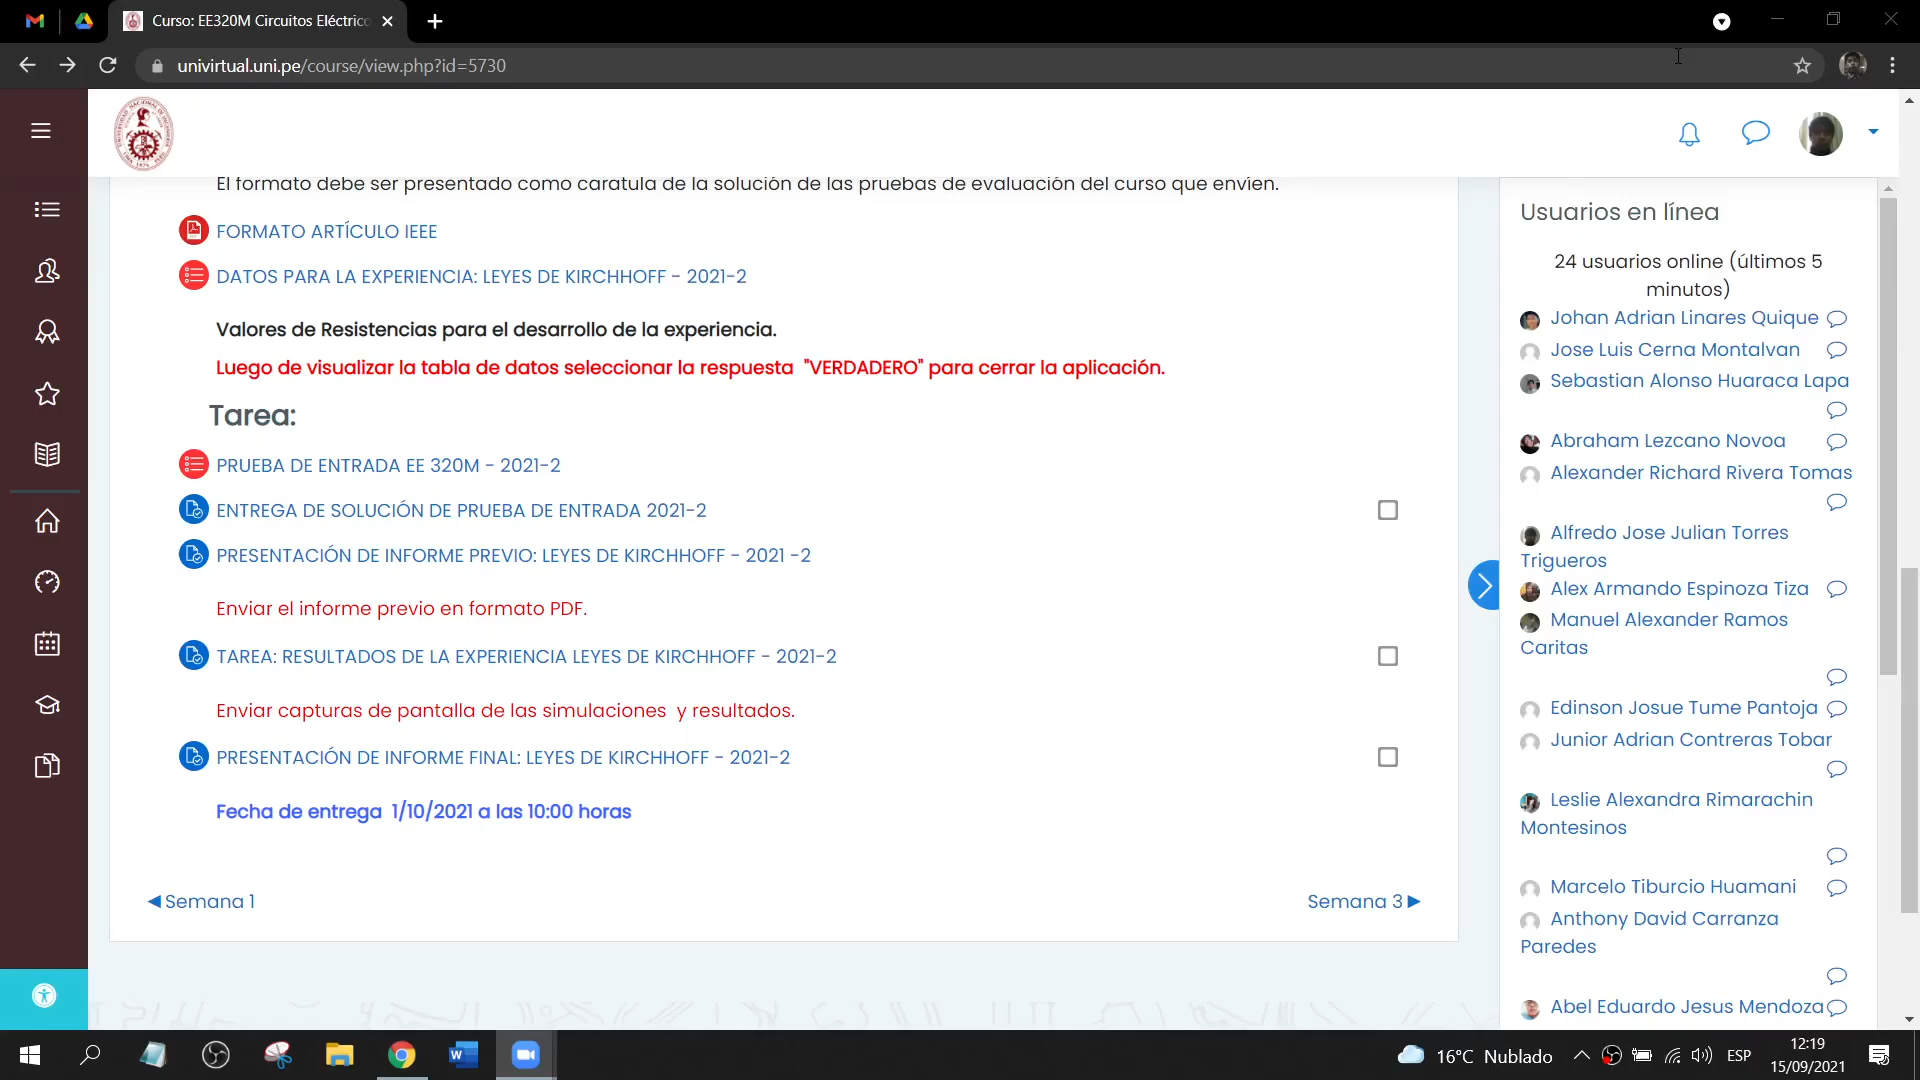 Curso: EE320M Circuitos Eléctrico
univirtual.uni.pe/course/view.php?id=5730
El formato debe ser presentado como caratula de la solución de las pruebas de evaluación del curso que envíen.
FORMATO ARTÍCULO IEEE
DATOS PARA LA EXPERIENCIA: LEYES DE KIRCHHOFF - 2021-2
Valores de Resistencias para el desarrollo de la experiencia.
Luego de visualizar la tabla de datos seleccionar la respuesta "VERDADERO" para cerrar la aplicación.
Tarea:
PRUEBA DE ENTRADA EE 320M - 2021-2
ENTREGA DE SOLUCIÓN DE PRUEBA DE ENTRADA 2021-2
PRESENTACIÓN DE INFORME PREVIO: LEYES DE KIRCHHOFF - 2021 -2
Enviar el informe previo en formato PDF.
TAREA: RESULTADOS DE LA EXPERIENCIA LEYES DE KIRCHHOFF - 2021-2
Enviar capturas de pantalla de las simulaciones y resultados.
PRESENTACIÓN DE INFORME FINAL: LEYES DE KIRCHHOFF - 2021-2
Fecha de entrega 1/10/2021 a las 10:00 horas
◀ Semana 1
Semana 3 ▶
Usuarios en línea
24 usuarios online (últimos 5
minutos)
Johan Adrian Linares Quique
Jose Luis Cerna Montalvan
Sebastian Alonso Huaraca Lapa
Abraham Lezcano Novoa
Alexander Richard Rivera Tomas
Alfredo Jose Julian Torres
Trigueros
Alex Armando Espinoza Tiza
Manuel Alexander Ramos
Caritas
Edinson Josue Tume Pantoja
Junior Adrian Contreras Tobar
Leslie Alexandra Rimarachin
Montesinos
Marcelo Tiburcio Huamani
Anthony David Carranza
Paredes
Abel Eduardo Jesus Mendoza
16°C Nublado
ESP
12:19
15/09/2021